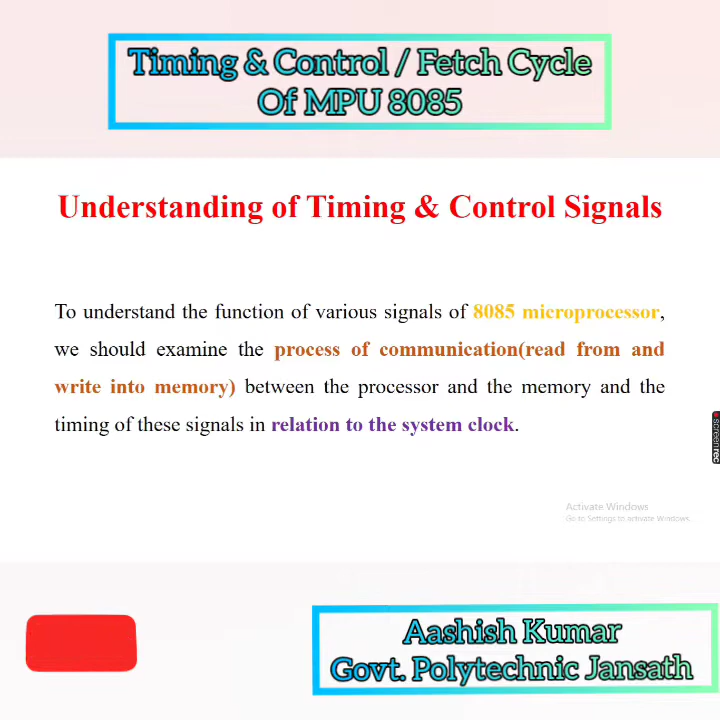 Timing & Control / Fetch Cycle
Of MPU 8085
Understanding of Timing & Control Signals
To understand the function of various signals of 8085 microprocessor,
we should examine the process of communication(read from and
write into memory) between the processor and the memory and the
timing of these signals in relation to the system clock.
screenrec
Activate Windows
Go to Settings to activate Windows.
Aashish Kumar
Govt. Polytechnic Jansath